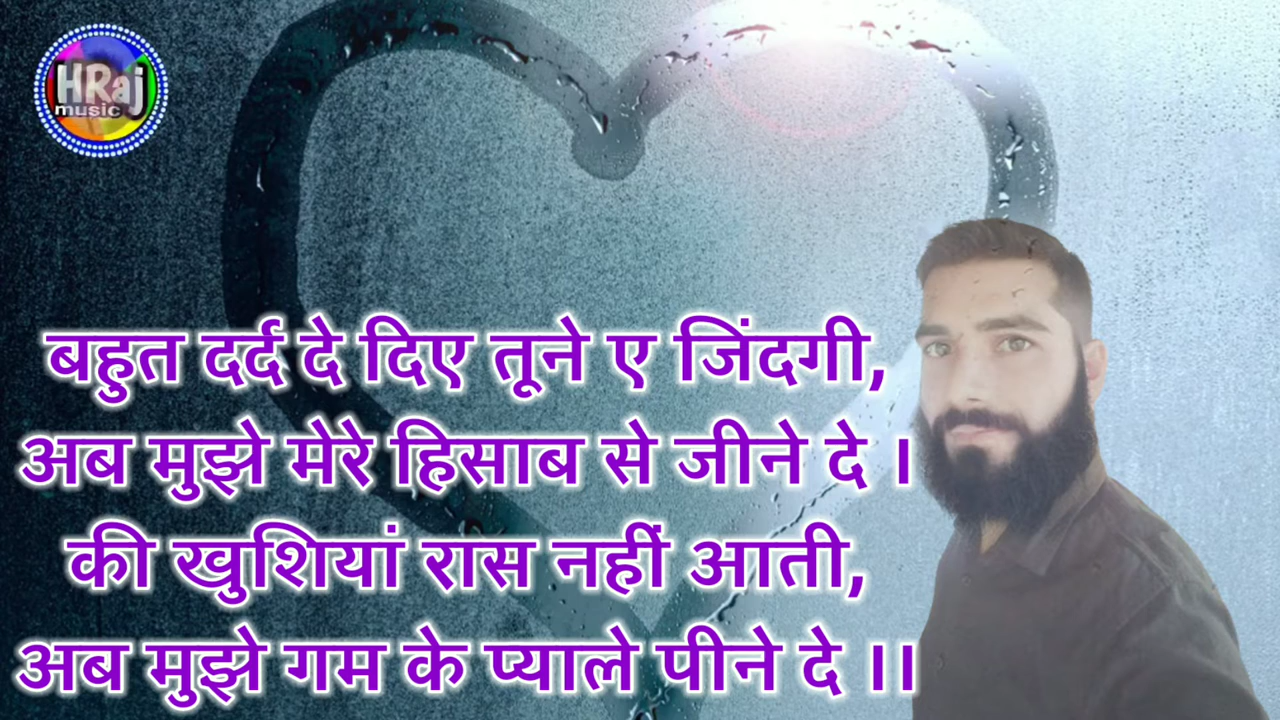 HRaj
music
बहुत दर्द दे दिए तूने ए जिंदगी,
अब मुझे मेरे हिसाब से जीने दे ।
की खुशियां रास नहीं आती,
अब मुझे गम के प्याले पीने दे ।।